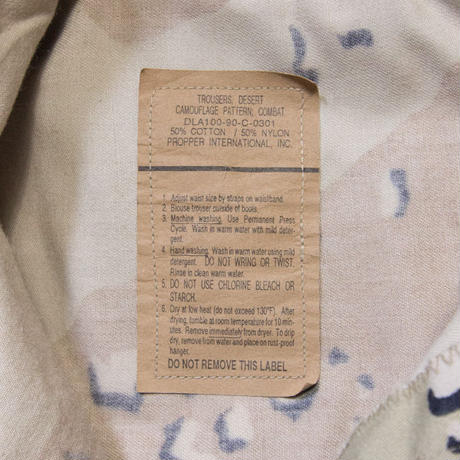 TROUSERS, DESERT
CAMOUFLAGE PATTERN; COMBAT
DLA100-90-C-0301
50% COTTON / 50% NYLON
PROPPER INTERNATIONAL, INC.
1. Adjust waist size by straps on waistband.
2. Blouse trouser outside of boots.
3. Machine washing. Use Permanent Press
Cycle. Wash in warm water with mild deter-
gent.
4. Hand washing. Wash in warm water using mild
detergent. DO NOT WRING OR TWIST.
Rinse in clean warm water.
5. DO NOT USE CHLORINE BLEACH OR
STARCH.
6. Dry at low heat (do not exceed 130°F). After
drying, tumble at room temperature for 10 min-
utes. Remove immediately from dryer. To drip
dry, remove from water and place on rust-proof
hanger.
DO NOT REMOVE THIS LABEL